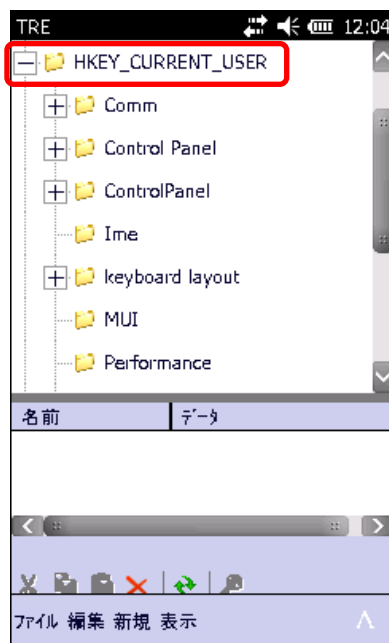 TRE 12:04
HKEY_CURRENT_USER
Comm
Control Panel
ControlPanel
Ime
keyboard layout
MUI
Performance
名前 データ
ファイル 編集 新規 表示